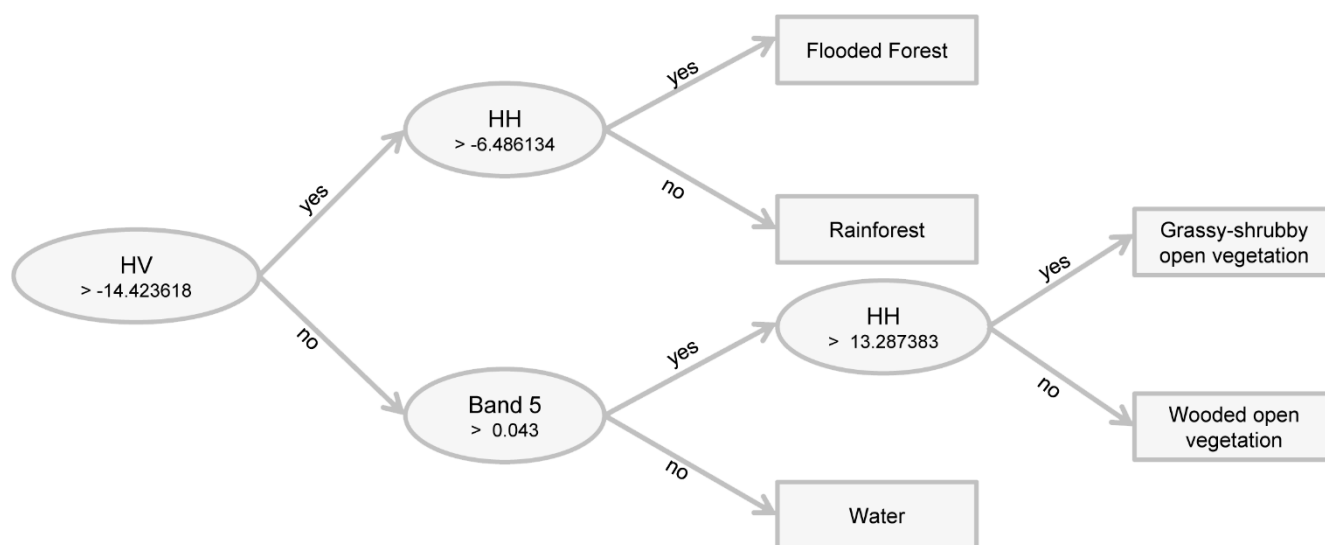 Flooded Forest
yes
HH
> -6.486134
no
Rainforest
yes
HV
> -14.423618
no
Grassy-shrubby
open vegetation
yes
HH
> 13.287383
yes
no
Band 5
> 0.043
Wooded open
vegetation
no
Water